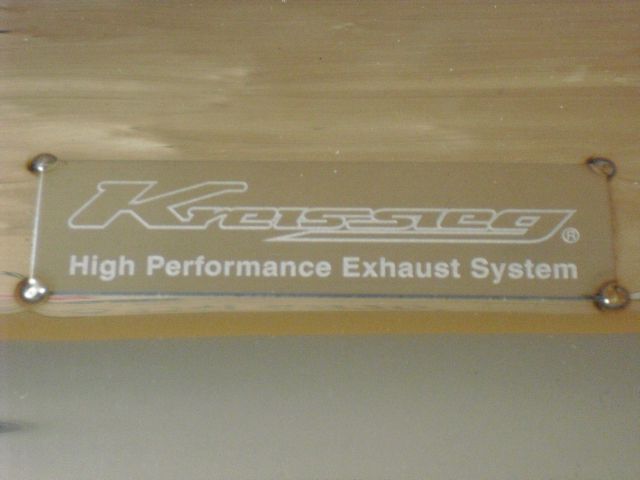 Kreissieg®
High Performance Exhaust System